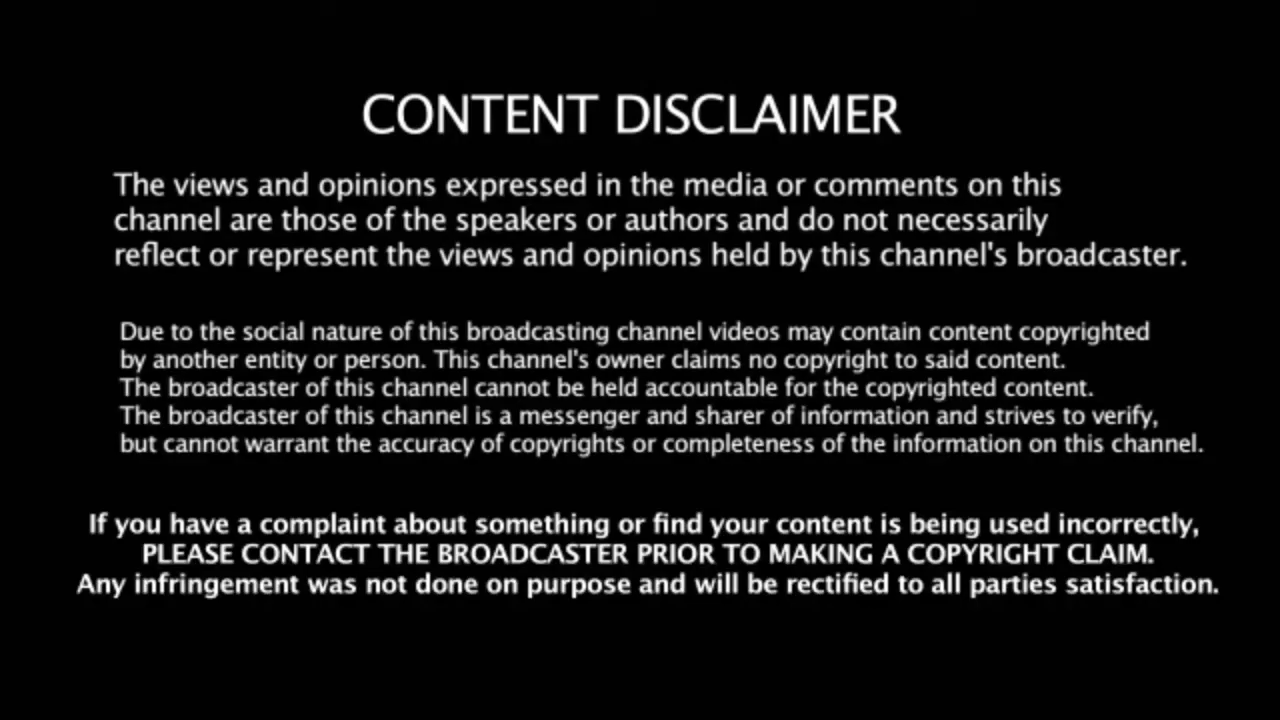 CONTENT DISCLAIMER
The views and opinions expressed in the media or comments on this
channel are those of the speakers or authors and do not necessarily
reflect or represent the views and opinions held by this channel's broadcaster.
Due to the social nature of this broadcasting channel videos may contain content copyrighted
by another entity or person. This channel's owner claims no copyright to said content.
The broadcaster of this channel cannot be held accountable for the copyrighted content.
The broadcaster of this channel is a messenger and sharer of information and strives to verify,
but cannot warrant the accuracy of copyrights or completeness of the information on this channel.
If you have a complaint about something or find your content is being used incorrectly,
PLEASE CONTACT THE BROADCASTER PRIOR TO MAKING A COPYRIGHT CLAIM.
Any infringement was not done on purpose and will be rectified to all parties satisfaction.